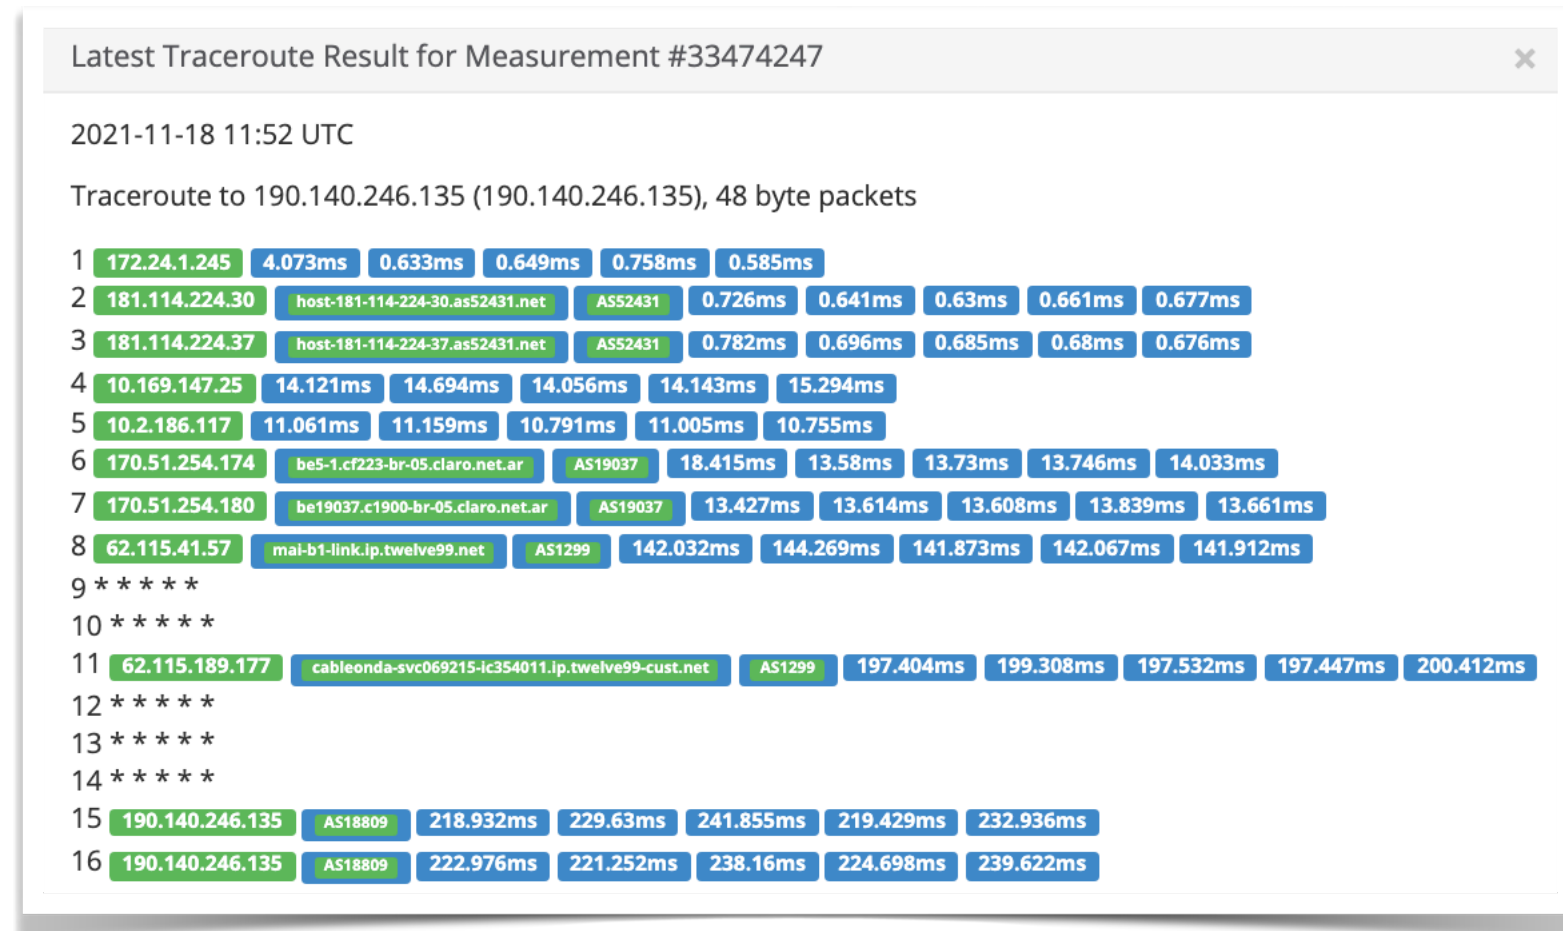 Latest Traceroute Result for Measurement #33474247 ×
2021-11-18 11:52 UTC
Traceroute to 190.140.246.135 (190.140.246.135), 48 byte packets
1 172.24.1.245 4.073ms 0.633ms 0.649ms 0.758ms 0.585ms
2 181.114.224.30 host-181-114-224-30.as52431.net AS52431 0.726ms 0.641ms 0.63ms 0.661ms 0.677ms
3 181.114.224.37 host-181-114-224-37.as52431.net AS52431 0.782ms 0.696ms 0.685ms 0.68ms 0.676ms
4 10.169.147.25 14.121ms 14.694ms 14.056ms 14.143ms 15.294ms
5 10.2.186.117 11.061ms 11.159ms 10.791ms 11.005ms 10.755ms
6 170.51.254.174 be5-1.cf223-br-05.claro.net.ar AS19037 18.415ms 13.58ms 13.73ms 13.746ms 14.033ms
7 170.51.254.180 be19037.c1900-br-05.claro.net.ar AS19037 13.427ms 13.614ms 13.608ms 13.839ms 13.661ms
8 62.115.41.57 mai-b1-link.ip.twelve99.net AS1299 142.032ms 144.269ms 141.873ms 142.067ms 141.912ms
9 * * * * *
10 * * * * *
11 62.115.189.177 cableonda-svc069215-ic354011.ip.twelve99-cust.net AS1299 197.404ms 199.308ms 197.532ms 197.447ms 200.412ms
12 * * * * *
13 * * * * *
14 * * * * *
15 190.140.246.135 AS18809 218.932ms 229.63ms 241.855ms 219.429ms 232.936ms
16 190.140.246.135 AS18809 222.976ms 221.252ms 238.16ms 224.698ms 239.622ms